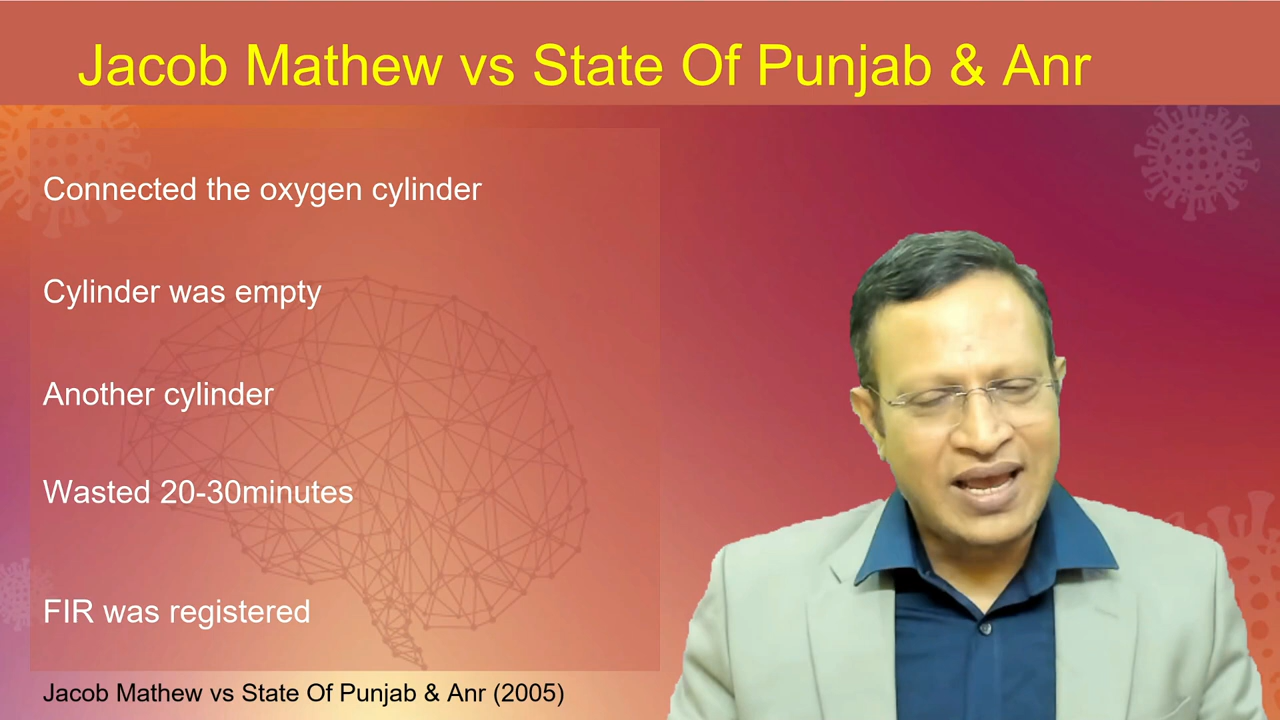 Jacob Mathew vs State Of Punjab & Anr
Connected the oxygen cylinder
Cylinder was empty
Another cylinder
Wasted 20-30minutes
FIR was registered
Jacob Mathew vs State Of Punjab & Anr (2005)